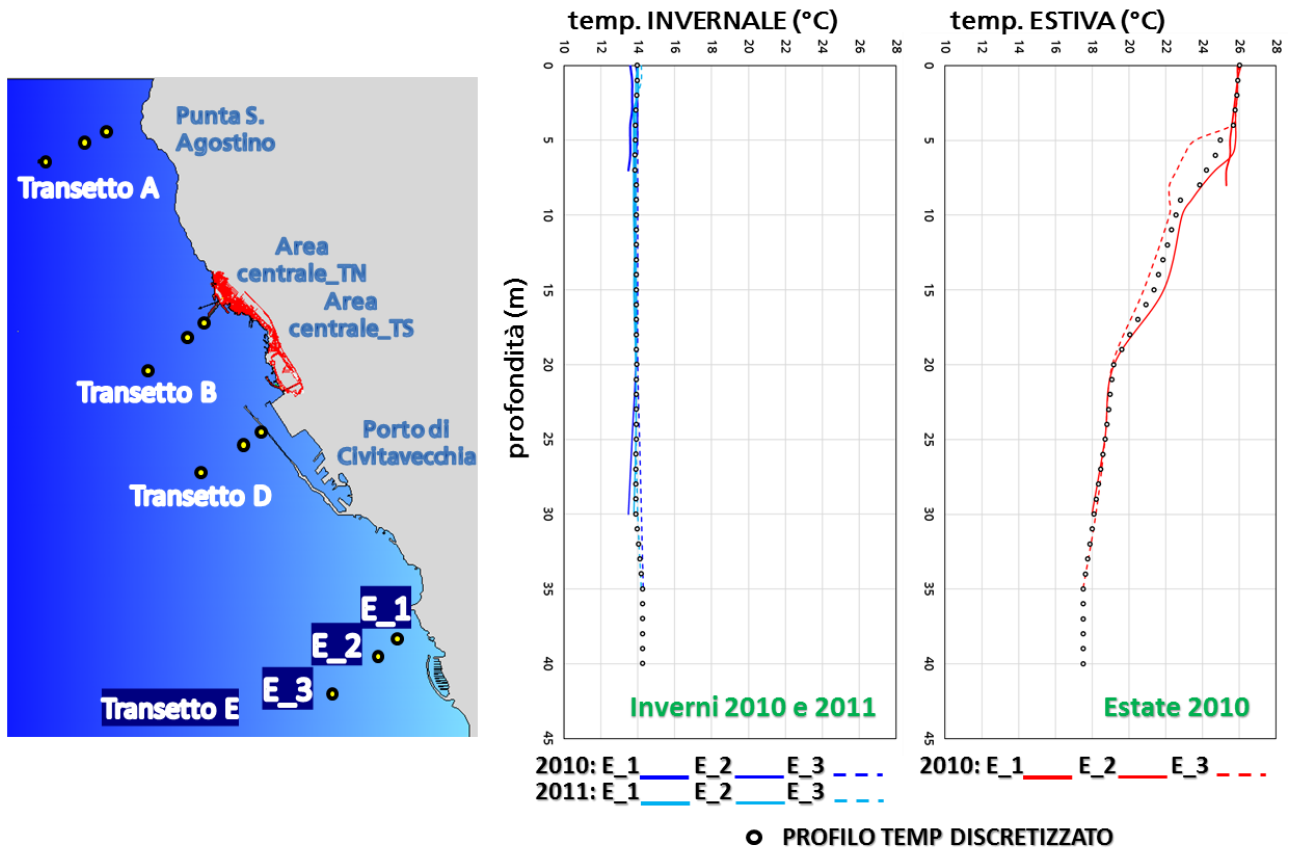 Punta S.
Agostino
Transetto A
Area
centrale_TN
Area
centrale_TS
Transetto B
Porto di
Civitavecchia
Transetto D
E_1
E_2
E_3
Transetto E
temp. INVERNALE (°C)
10 12 14 16 18 20 22 24 26 28
profondità (m)
0
5
10
15
20
25
30
35
40
45
Inverni 2010 e 2011
temp. ESTIVA (°C)
10 12 14 16 18 20 22 24 26 28
0
5
10
15
20
25
30
35
40
45
Estate 2010
2010: E_1 E_2 E_3
2011: E_1 E_2 E_3
2010: E_1 E_2 E_3
PROFILO TEMP DISCRETIZZATO